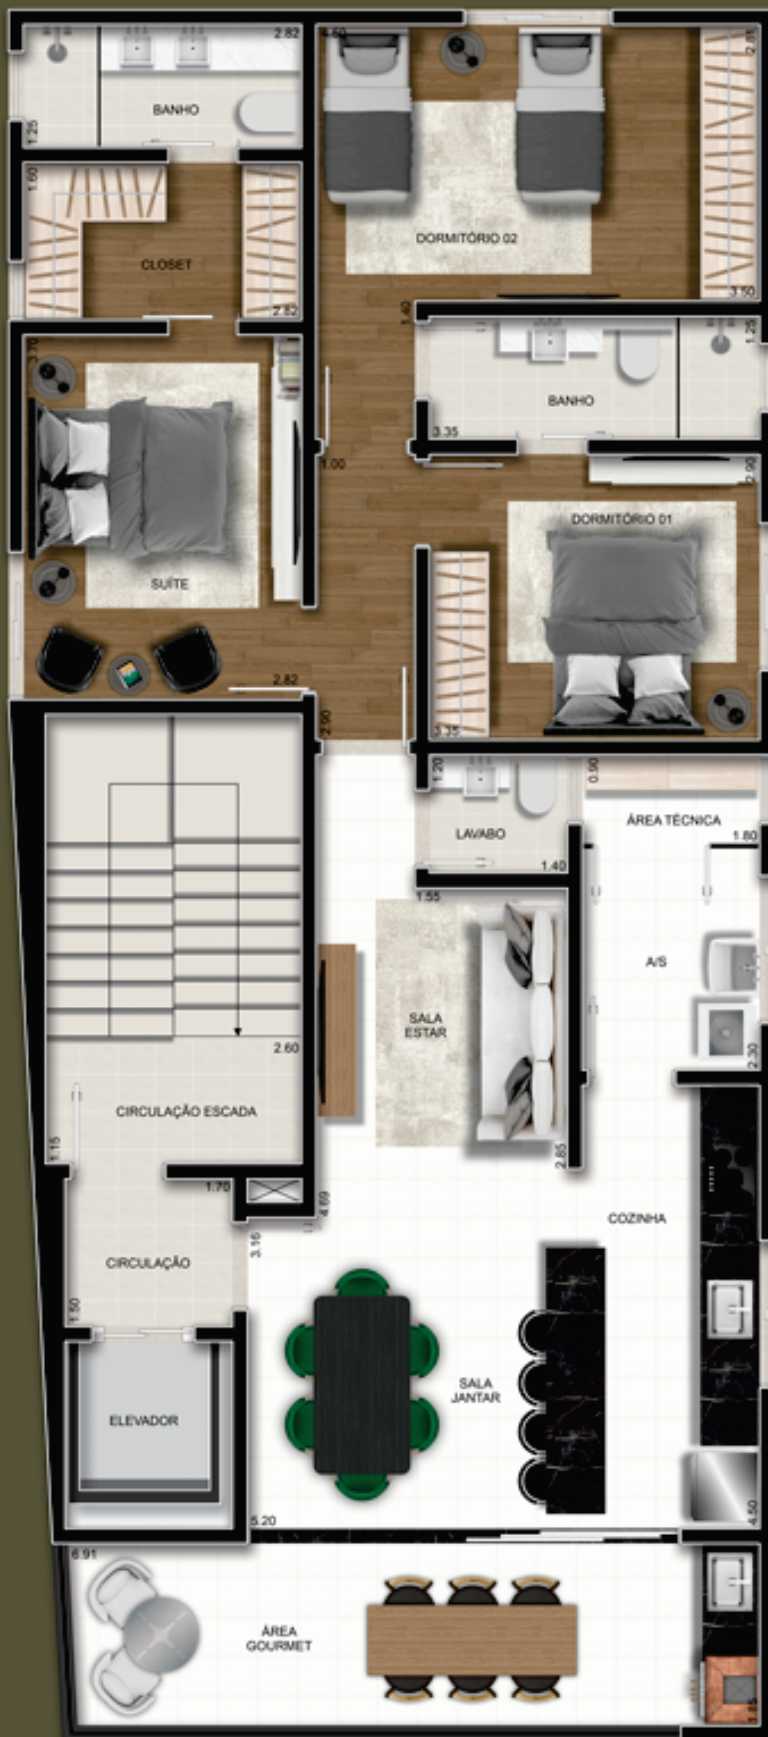 2.82
4.60
2.81
BANHO
1.25
1.60
CLOSET
2.82
DORMITÓRIO 02
3.50
1.40
1.25
3.70
BANHO
3.35
1.00
2.90
DORMITÓRIO 01
SUÍTE
2.82
2.90
3.35
1.20
0.90
LAVABO
ÁREA TÉCNICA
1.80
1.40
1.55
A/S
SALA
ESTAR
2.60
2.30
CIRCULAÇÃO ESCADA
1.15
2.85
1.70
4.69
COZINHA
3.16
CIRCULAÇÃO
1.50
SALA
JANTAR
ELEVADOR
5.20
4.50
6.91
ÁREA
GOURMET
1.85